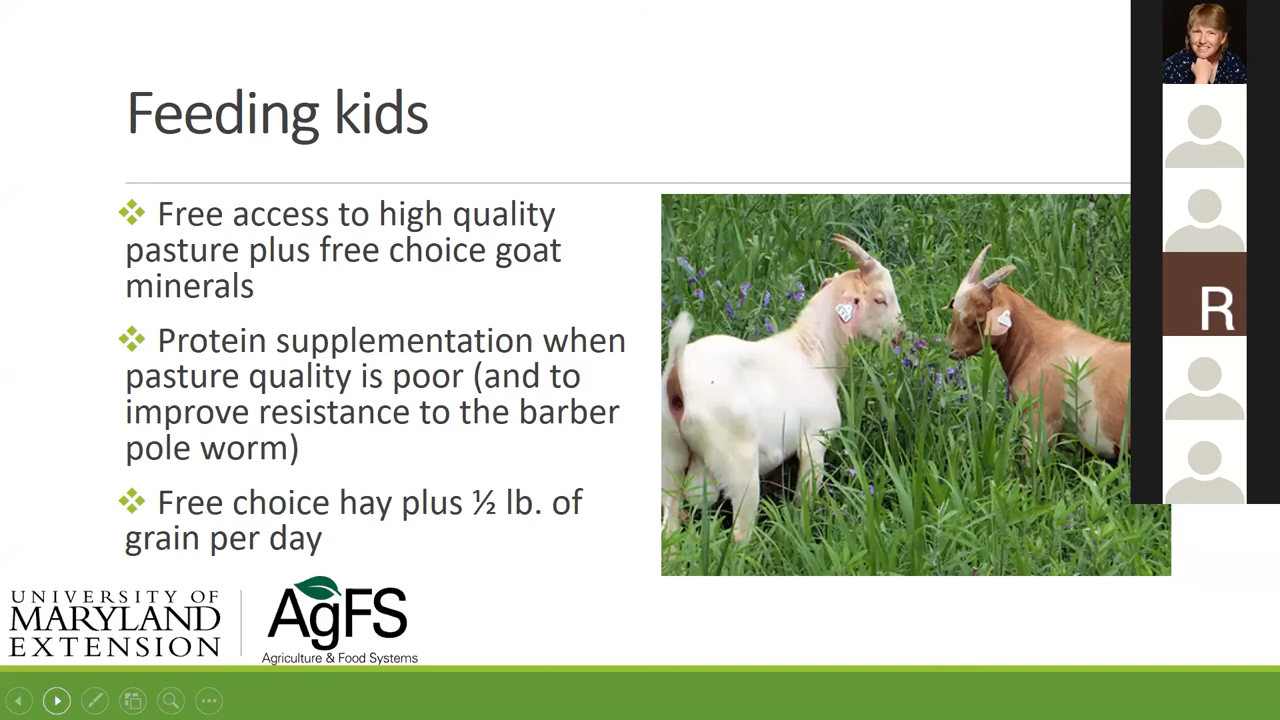 Feeding kids
Free access to high quality
pasture plus free choice goat
minerals
Protein supplementation when
pasture quality is poor (and to
improve resistance to the barber
pole worm)
Free choice hay plus ½ lb. of
grain per day
R
UNIVERSITY OF
MARYLAND
EXTENSION
AgFS
Agriculture & Food Systems